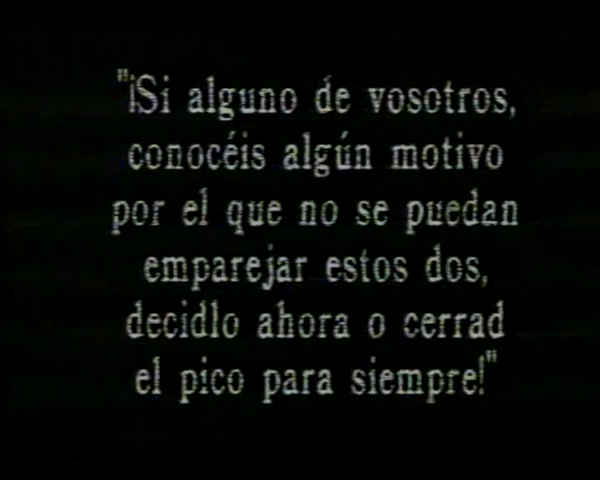 "¡Si alguno de vosotros,
conocéis algún motivo
por el que no se puedan
emparejar estos dos,
decidlo ahora o cerrad
el pico para siempre!"